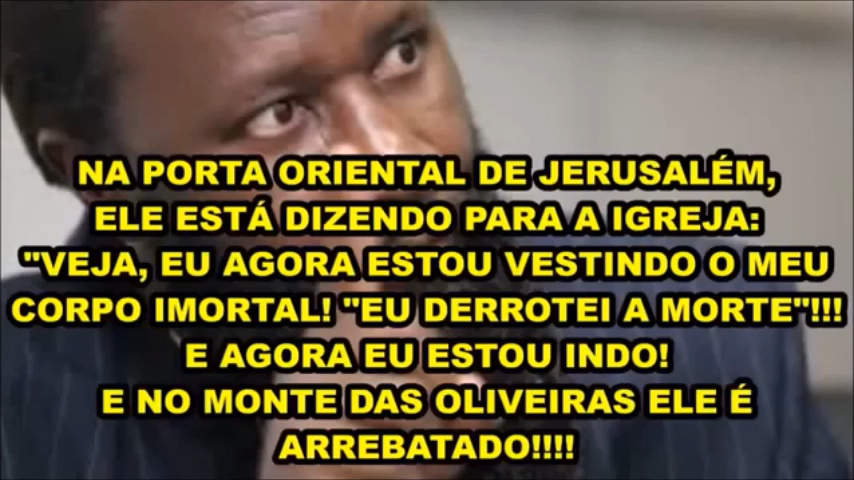 NA PORTA ORIENTAL DE JERUSALÉM,
ELE ESTÁ DIZENDO PARA A IGREJA:
"VEJA, EU AGORA ESTOU VESTINDO O MEU
CORPO IMORTAL! "EU DERROTEI A MORTE"!!!
E AGORA EU ESTOU INDO!
E NO MONTE DAS OLIVEIRAS ELE É
ARREBATADO!!!!